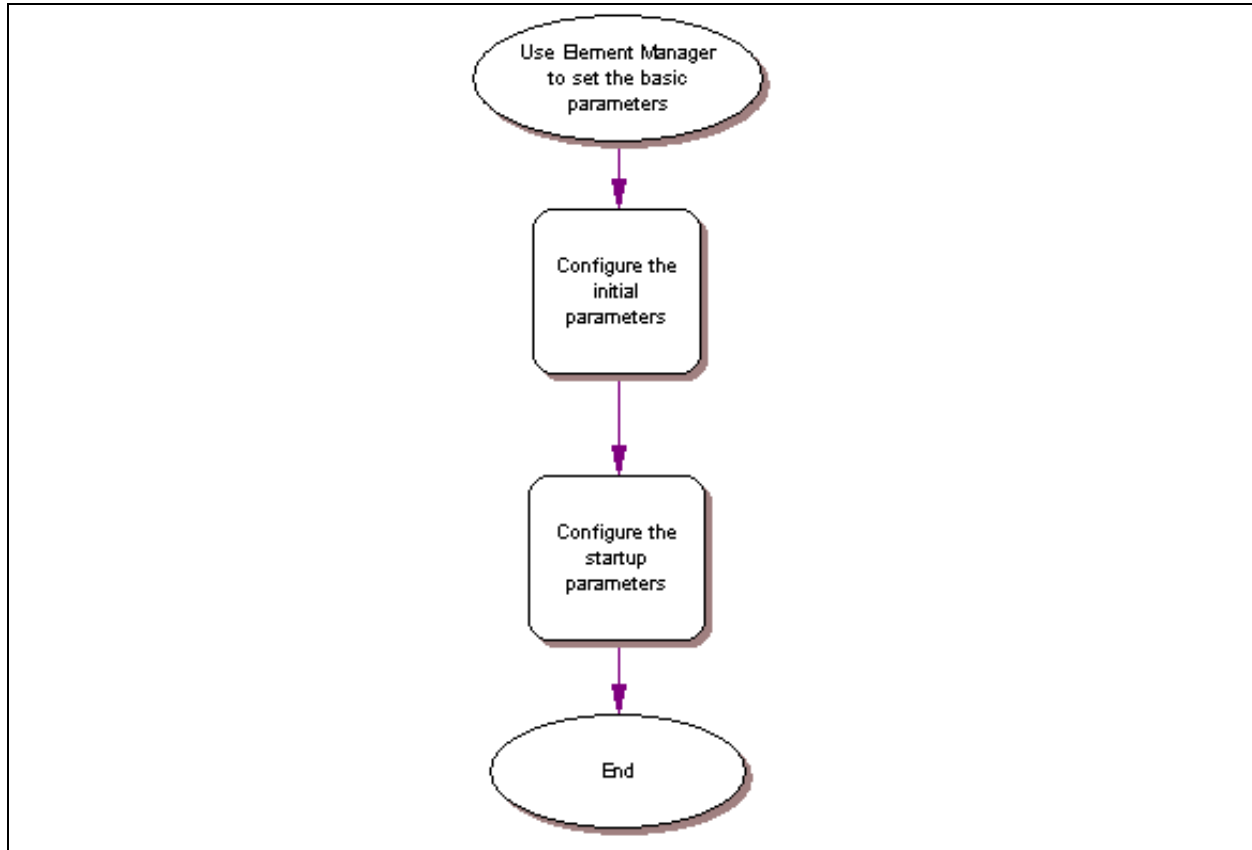 Use Element Manager
to set the basic
parameters
Configure the
initial
parameters
Configure the
startup
parameters
End